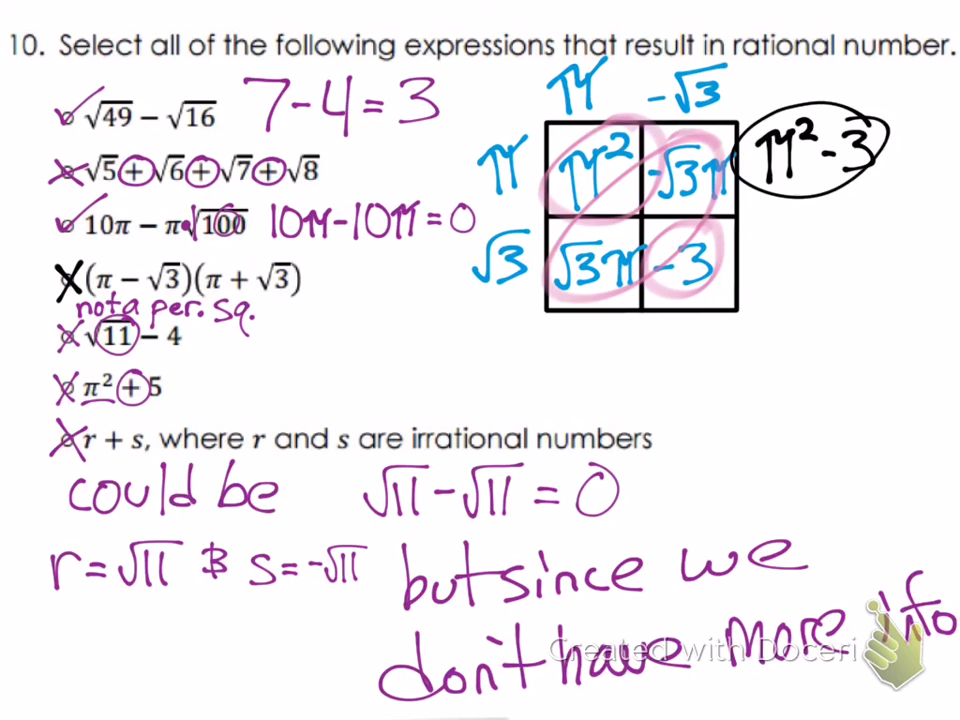 10. Select all of the following expressions that result in rational number.
√49 − √16 7-4=3
√5 + √6 + √7 + √8
10π − π√100 10π-10π=0
(π − √3)(π + √3)
not a per. sq.
√11 − 4
π² + 5
r + s, where r and s are irrational numbers
π -√3
π π² -√3π π²-3
√3 √3π -3
could be √11-√11=0
r=√11 & s=-√11 but since we
don't have more info
Created with Doceri